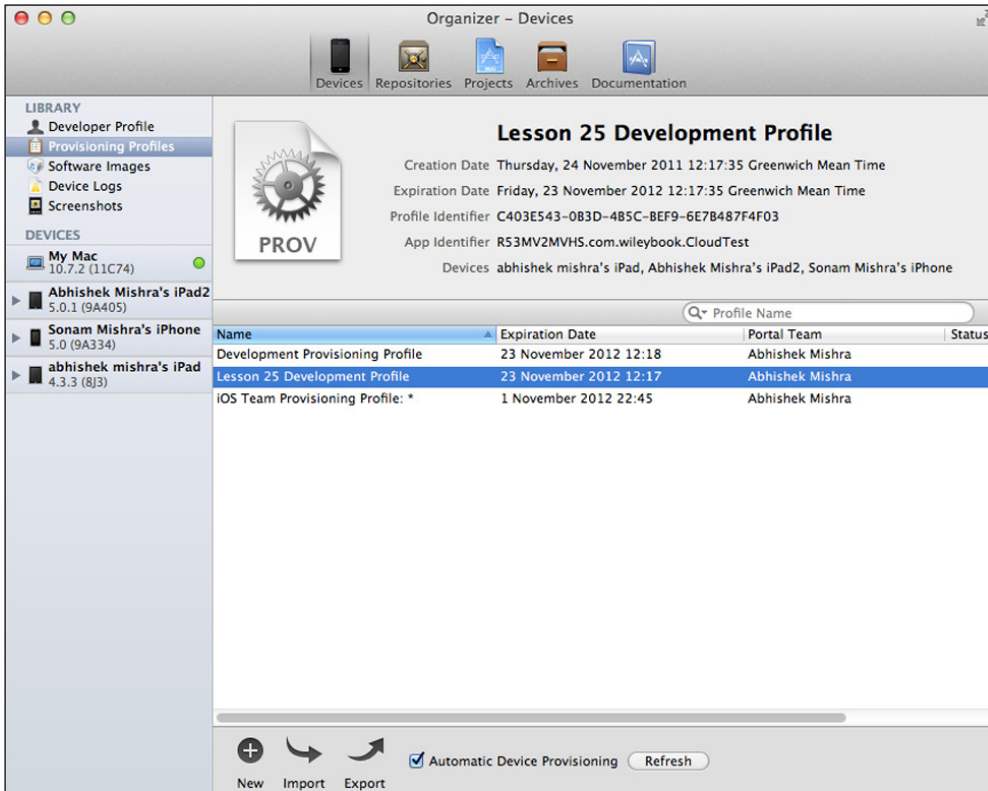 Organizer – Devices
Devices Repositories Projects Archives Documentation
LIBRARY
Developer Profile
Provisioning Profiles
Software Images
Device Logs
Screenshots
DEVICES
My Mac
10.7.2 (11C74)
Abhishek Mishra's iPad2
5.0.1 (9A405)
Sonam Mishra's iPhone
5.0 (9A334)
abhishek mishra's iPad
4.3.3 (8J3)
PROV
Lesson 25 Development Profile
Creation Date Thursday, 24 November 2011 12:17:35 Greenwich Mean Time
Expiration Date Friday, 23 November 2012 12:17:35 Greenwich Mean Time
Profile Identifier C403E543-0B3D-4B5C-BEF9-6E7B487F4F03
App Identifier R53MV2MVHS.com.wileybook.CloudTest
Devices abhishek mishra's iPad, Abhishek Mishra's iPad2, Sonam Mishra's iPhone
Profile Name
Name Expiration Date Portal Team Status
Development Provisioning Profile 23 November 2012 12:18 Abhishek Mishra
Lesson 25 Development Profile 23 November 2012 12:17 Abhishek Mishra
iOS Team Provisioning Profile: * 1 November 2012 22:45 Abhishek Mishra
New Import Export
Automatic Device Provisioning Refresh